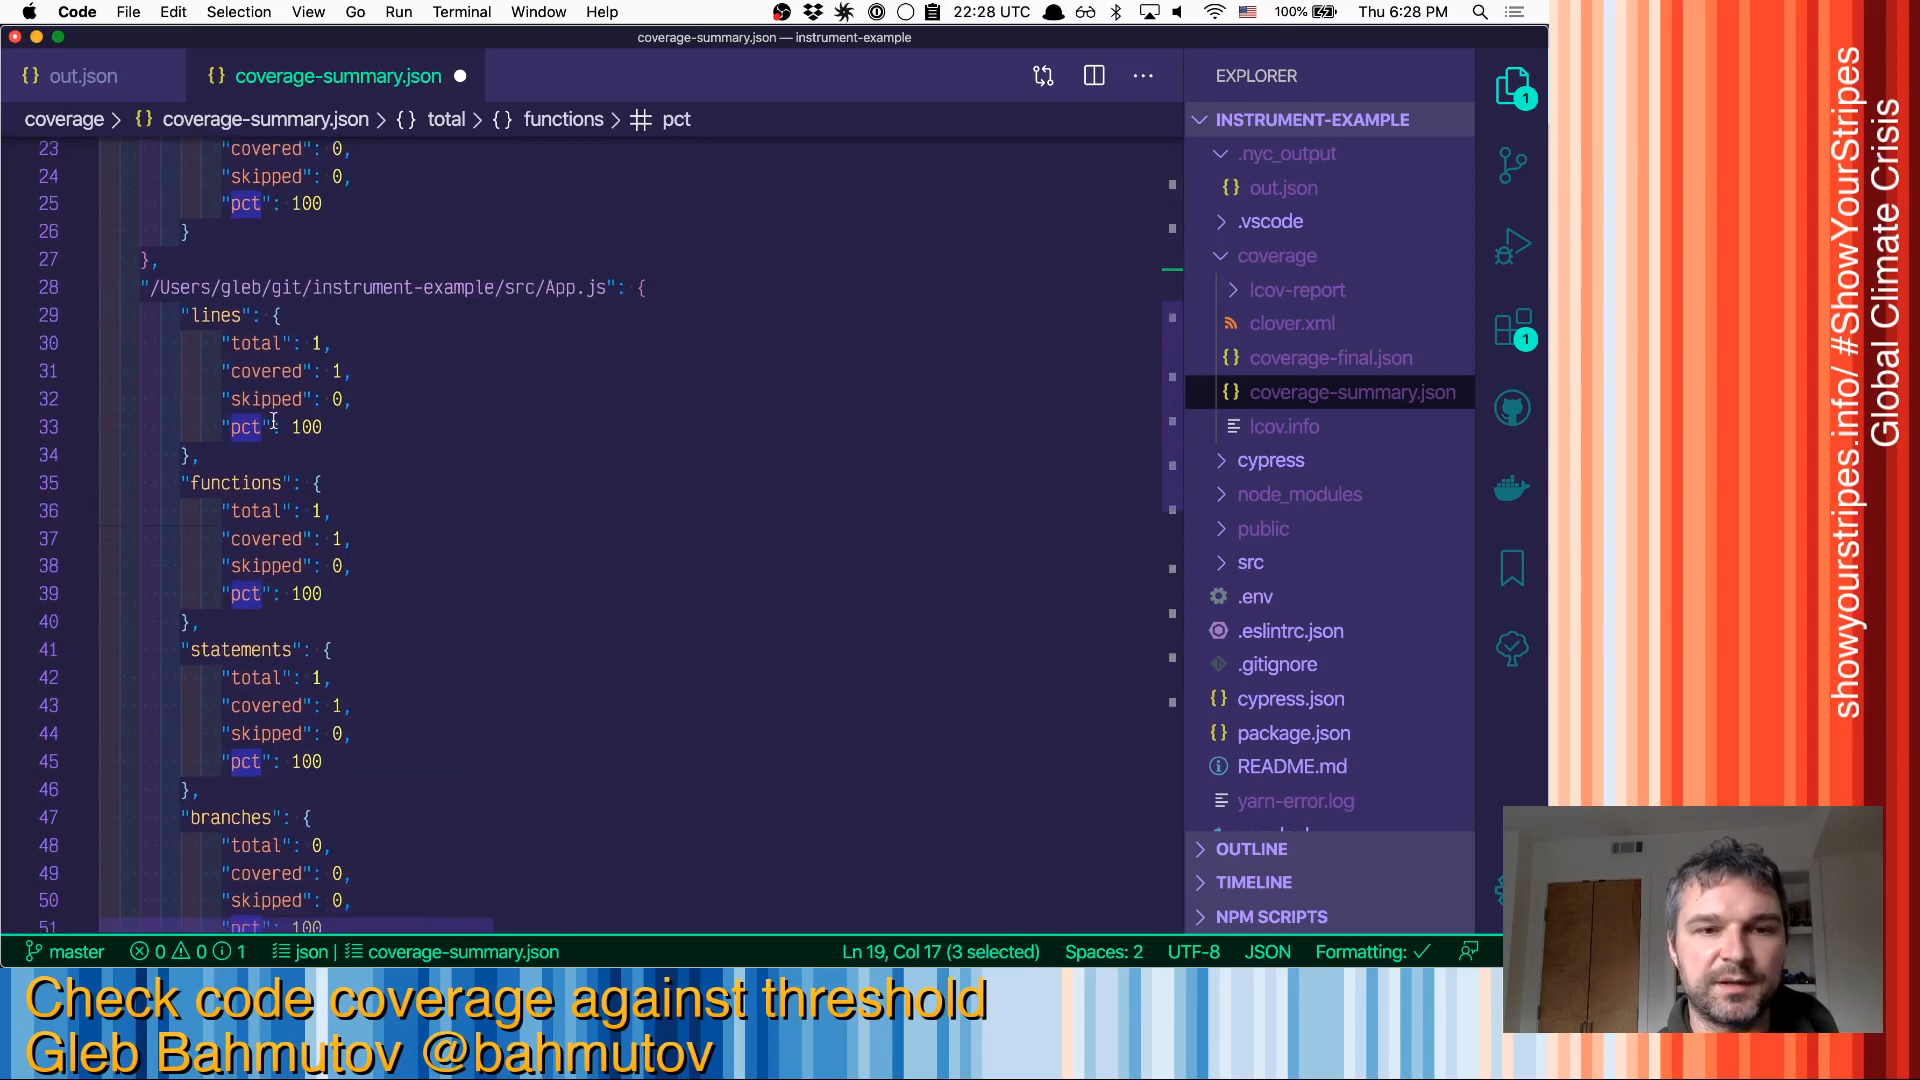 Code File Edit Selection View Go Run Terminal Window Help 22:28 UTC 100% Thu 6:28 PM
coverage-summary.json — instrument-example
out.json coverage-summary.json
coverage > coverage-summary.json > {} total > {} functions > pct
23 "covered": 0,
24 "skipped": 0,
25 "pct": 100
26 }
27 },
28 "/Users/gleb/git/instrument-example/src/App.js": {
29 "lines": {
30 "total": 1,
31 "covered": 1,
32 "skipped": 0,
33 "pct": 100
34 },
35 "functions": {
36 "total": 1,
37 "covered": 1,
38 "skipped": 0,
39 "pct": 100
40 },
41 "statements": {
42 "total": 1,
43 "covered": 1,
44 "skipped": 0,
45 "pct": 100
46 },
47 "branches": {
48 "total": 0,
49 "covered": 0,
50 "skipped": 0,
51 "pct": 100
EXPLORER
INSTRUMENT-EXAMPLE
.nyc_output
out.json
.vscode
coverage
lcov-report
clover.xml
coverage-final.json
coverage-summary.json
lcov.info
cypress
node_modules
public
src
.env
.eslintrc.json
.gitignore
cypress.json
package.json
README.md
yarn-error.log
OUTLINE
TIMELINE
NPM SCRIPTS
1
1
master 0 0 1 json | coverage-summary.json Ln 19, Col 17 (3 selected) Spaces: 2 UTF-8 JSON Formatting: ✓
showyourstripes.info/ #ShowYourStripes
Global Climate Crisis
Check code coverage against threshold
Gleb Bahmutov @bahmutov